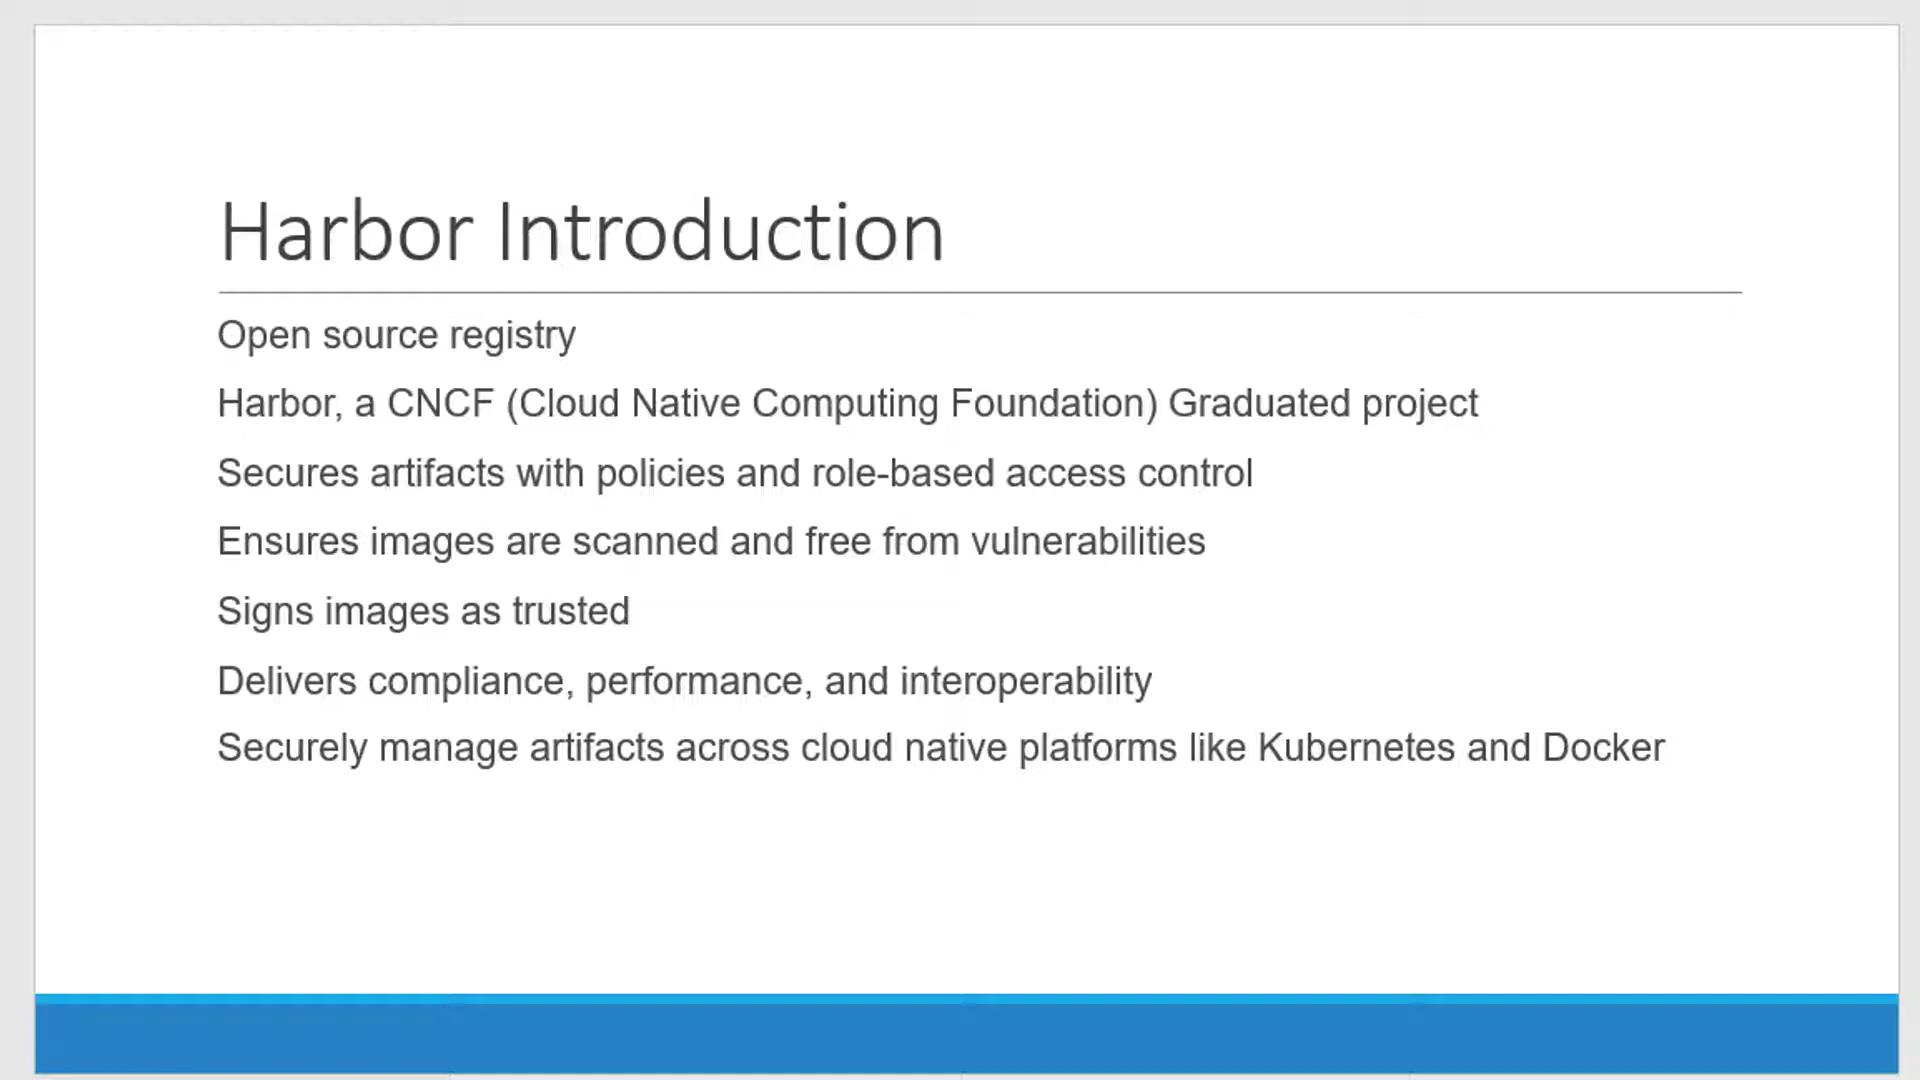 Harbor Introduction
Open source registry
Harbor, a CNCF (Cloud Native Computing Foundation) Graduated project
Secures artifacts with policies and role-based access control
Ensures images are scanned and free from vulnerabilities
Signs images as trusted
Delivers compliance, performance, and interoperability
Securely manage artifacts across cloud native platforms like Kubernetes and Docker